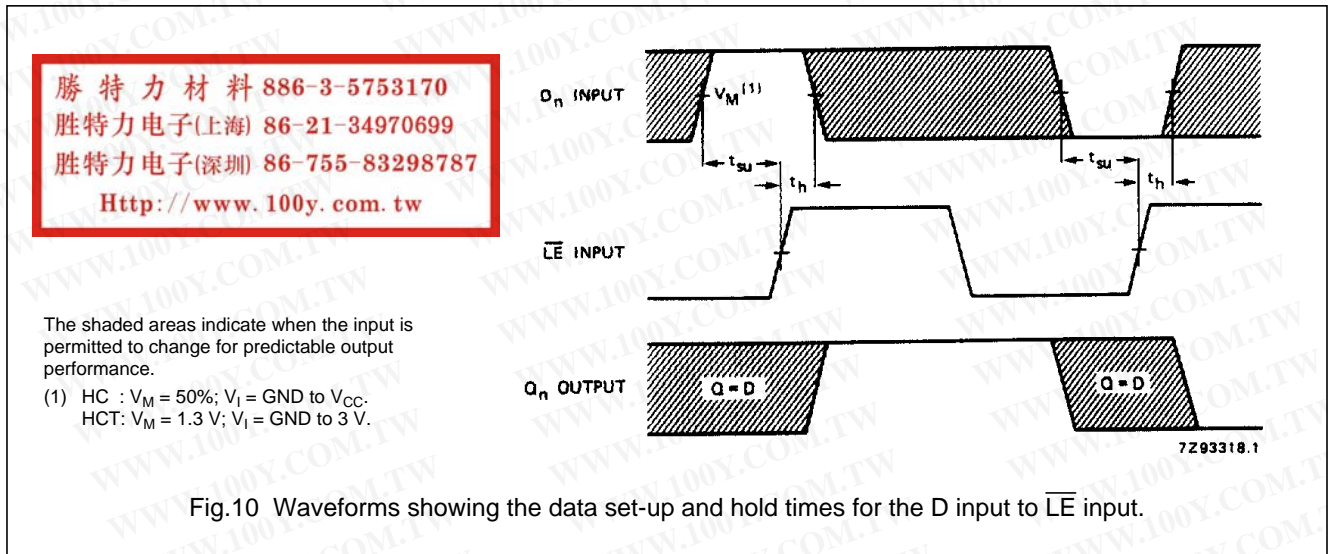 勝 特 力 材 料 886-3-5753170
胜特力电子(上海) 86-21-34970699
胜特力电子(深圳) 86-755-83298787
Http://www.100y.com.tw
The shaded areas indicate when the input is
permitted to change for predictable output
performance.
(1) HC : VM = 50%; VI = GND to VCC.
HCT: VM = 1.3 V; VI = GND to 3 V.
Dn INPUT
VM(1)
tsu
th
tsu
th
L̅E̅ INPUT
Qn OUTPUT
Q=D
Q=D
7Z93318.1
Fig.10 Waveforms showing the data set-up and hold times for the D input to L̅E̅ input.
WWW.100Y.COM.TW